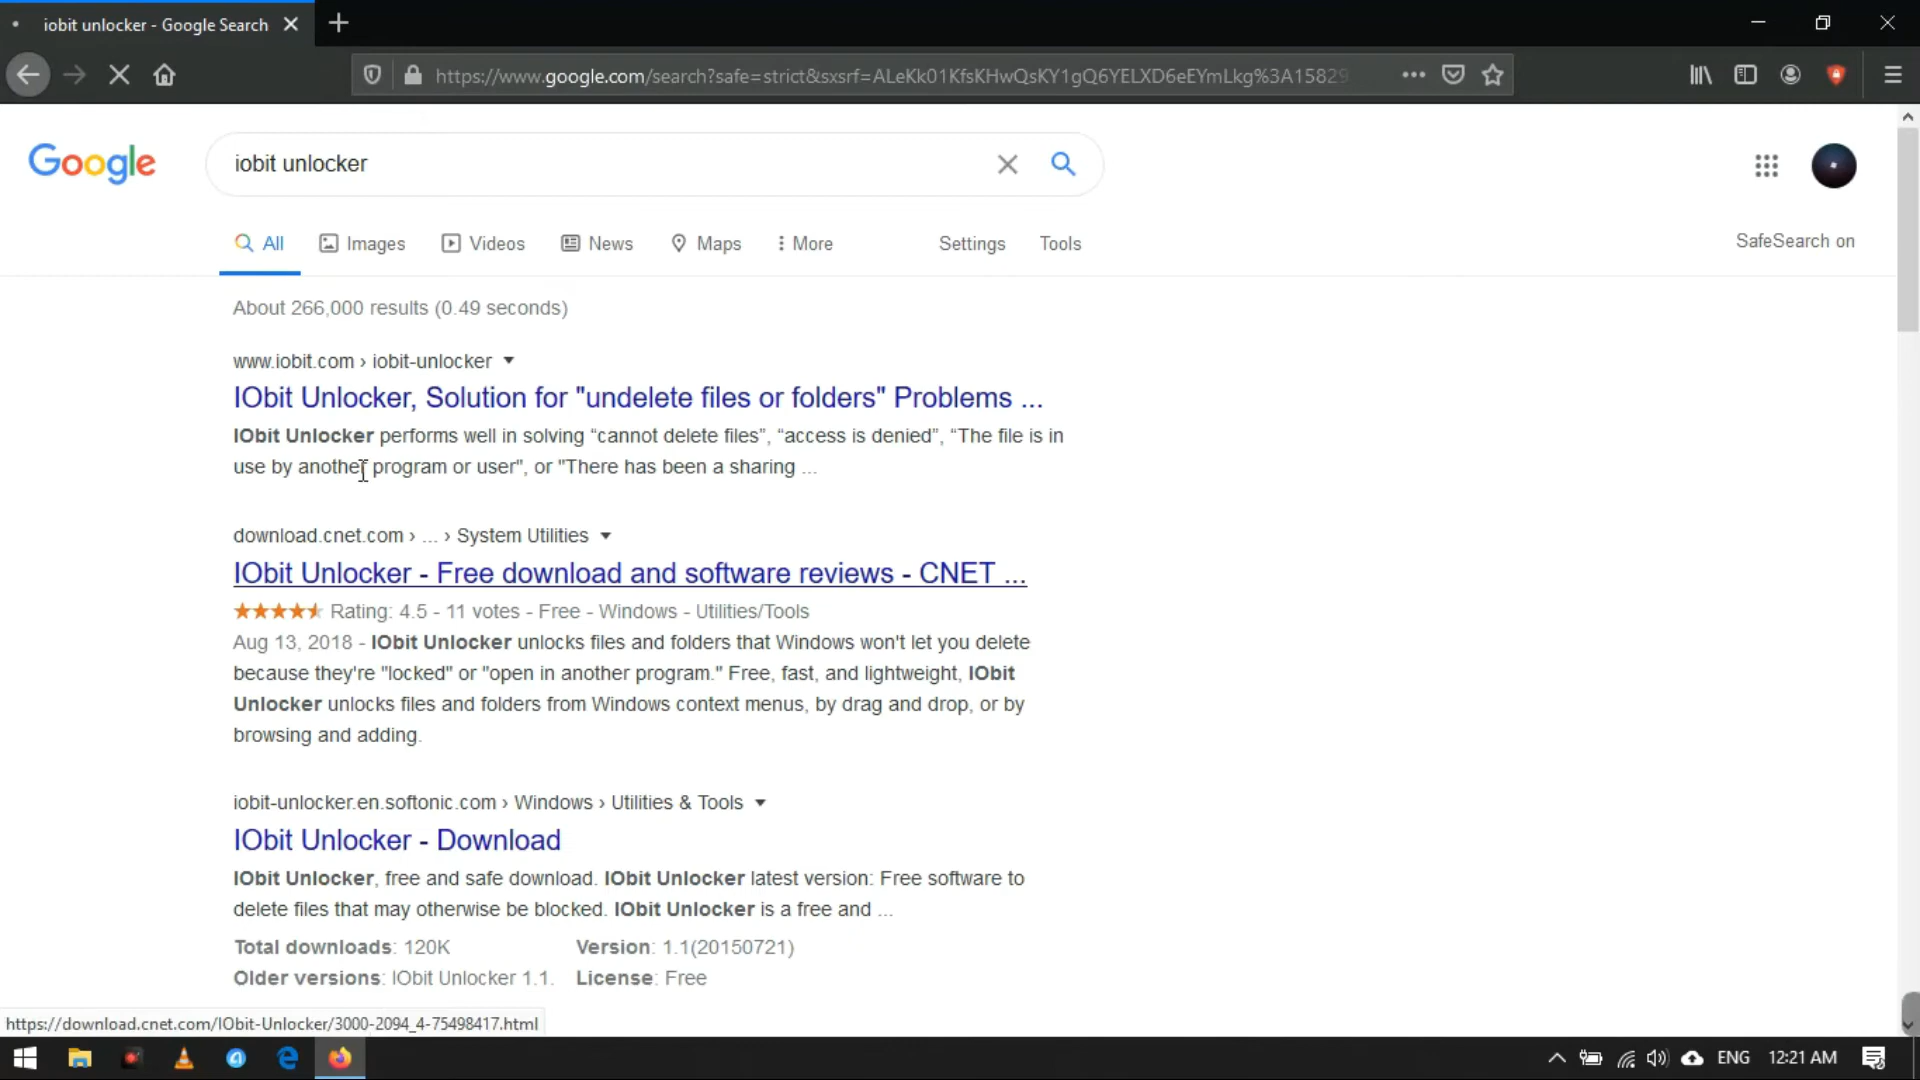 iobit unlocker - Google Search
https://www.google.com/search?safe=strict&sxsrf=ALeKk01KfsKHwQsKY1gQ6YELXD6eEYmLkg%3A15829
Google
iobit unlocker
All Images Videos News Maps More Settings Tools
SafeSearch on
About 266,000 results (0.49 seconds)
www.iobit.com › iobit-unlocker
IObit Unlocker, Solution for "undelete files or folders" Problems ...
IObit Unlocker performs well in solving “cannot delete files”, “access is denied”, “The file is in
use by another program or user", or "There has been a sharing ...
download.cnet.com › ... › System Utilities
IObit Unlocker - Free download and software reviews - CNET ...
Rating: 4.5 - 11 votes - Free - Windows - Utilities/Tools
Aug 13, 2018 - IObit Unlocker unlocks files and folders that Windows won't let you delete
because they're "locked" or "open in another program." Free, fast, and lightweight, IObit
Unlocker unlocks files and folders from Windows context menus, by drag and drop, or by
browsing and adding.
iobit-unlocker.en.softonic.com › Windows › Utilities & Tools
IObit Unlocker - Download
IObit Unlocker, free and safe download. IObit Unlocker latest version: Free software to
delete files that may otherwise be blocked. IObit Unlocker is a free and ...
Total downloads: 120K Version: 1.1(20150721)
Older versions: IObit Unlocker 1.1. License: Free
https://download.cnet.com/IObit-Unlocker/3000-2094_4-75498417.html
ENG 12:21 AM